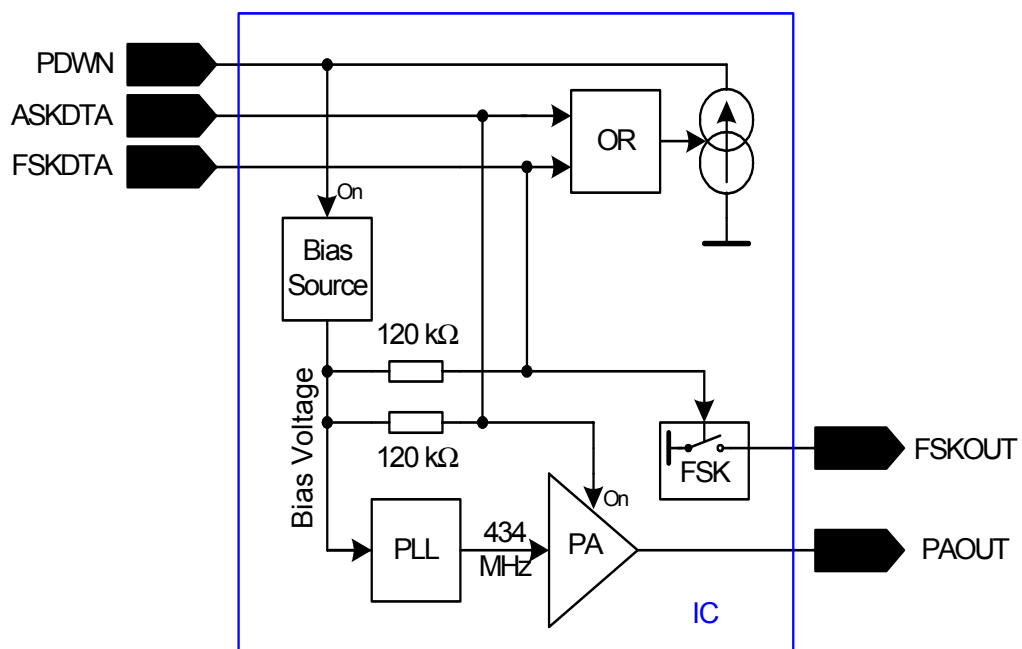 PDWN
ASKDTA
FSKDTA
OR
On
Bias
Source
120 kΩ
120 kΩ
Bias Voltage
FSK
FSKOUT
On
PLL
434
MHz
PA
PAOUT
IC